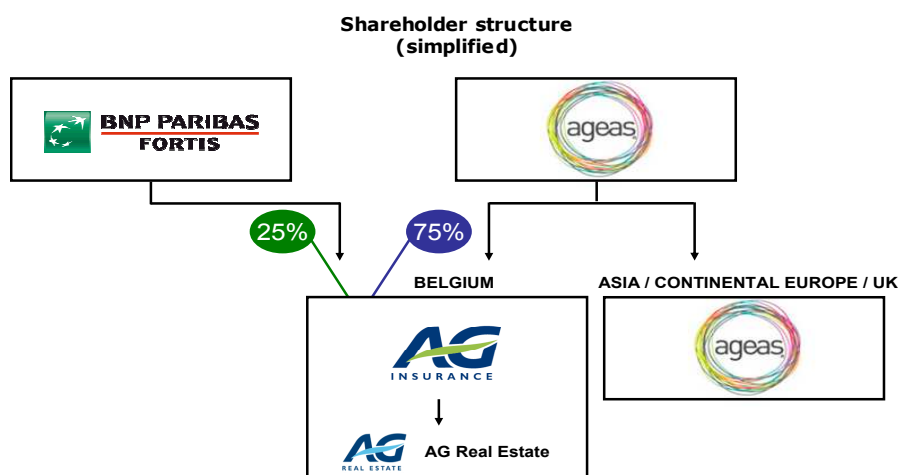 Shareholder structure
(simplified)
BNP PARIBAS
FORTIS
ageas
25%
75%
BELGIUM
ASIA / CONTINENTAL EUROPE / UK
AG
INSURANCE
ageas
AG
REAL ESTATE
AG Real Estate